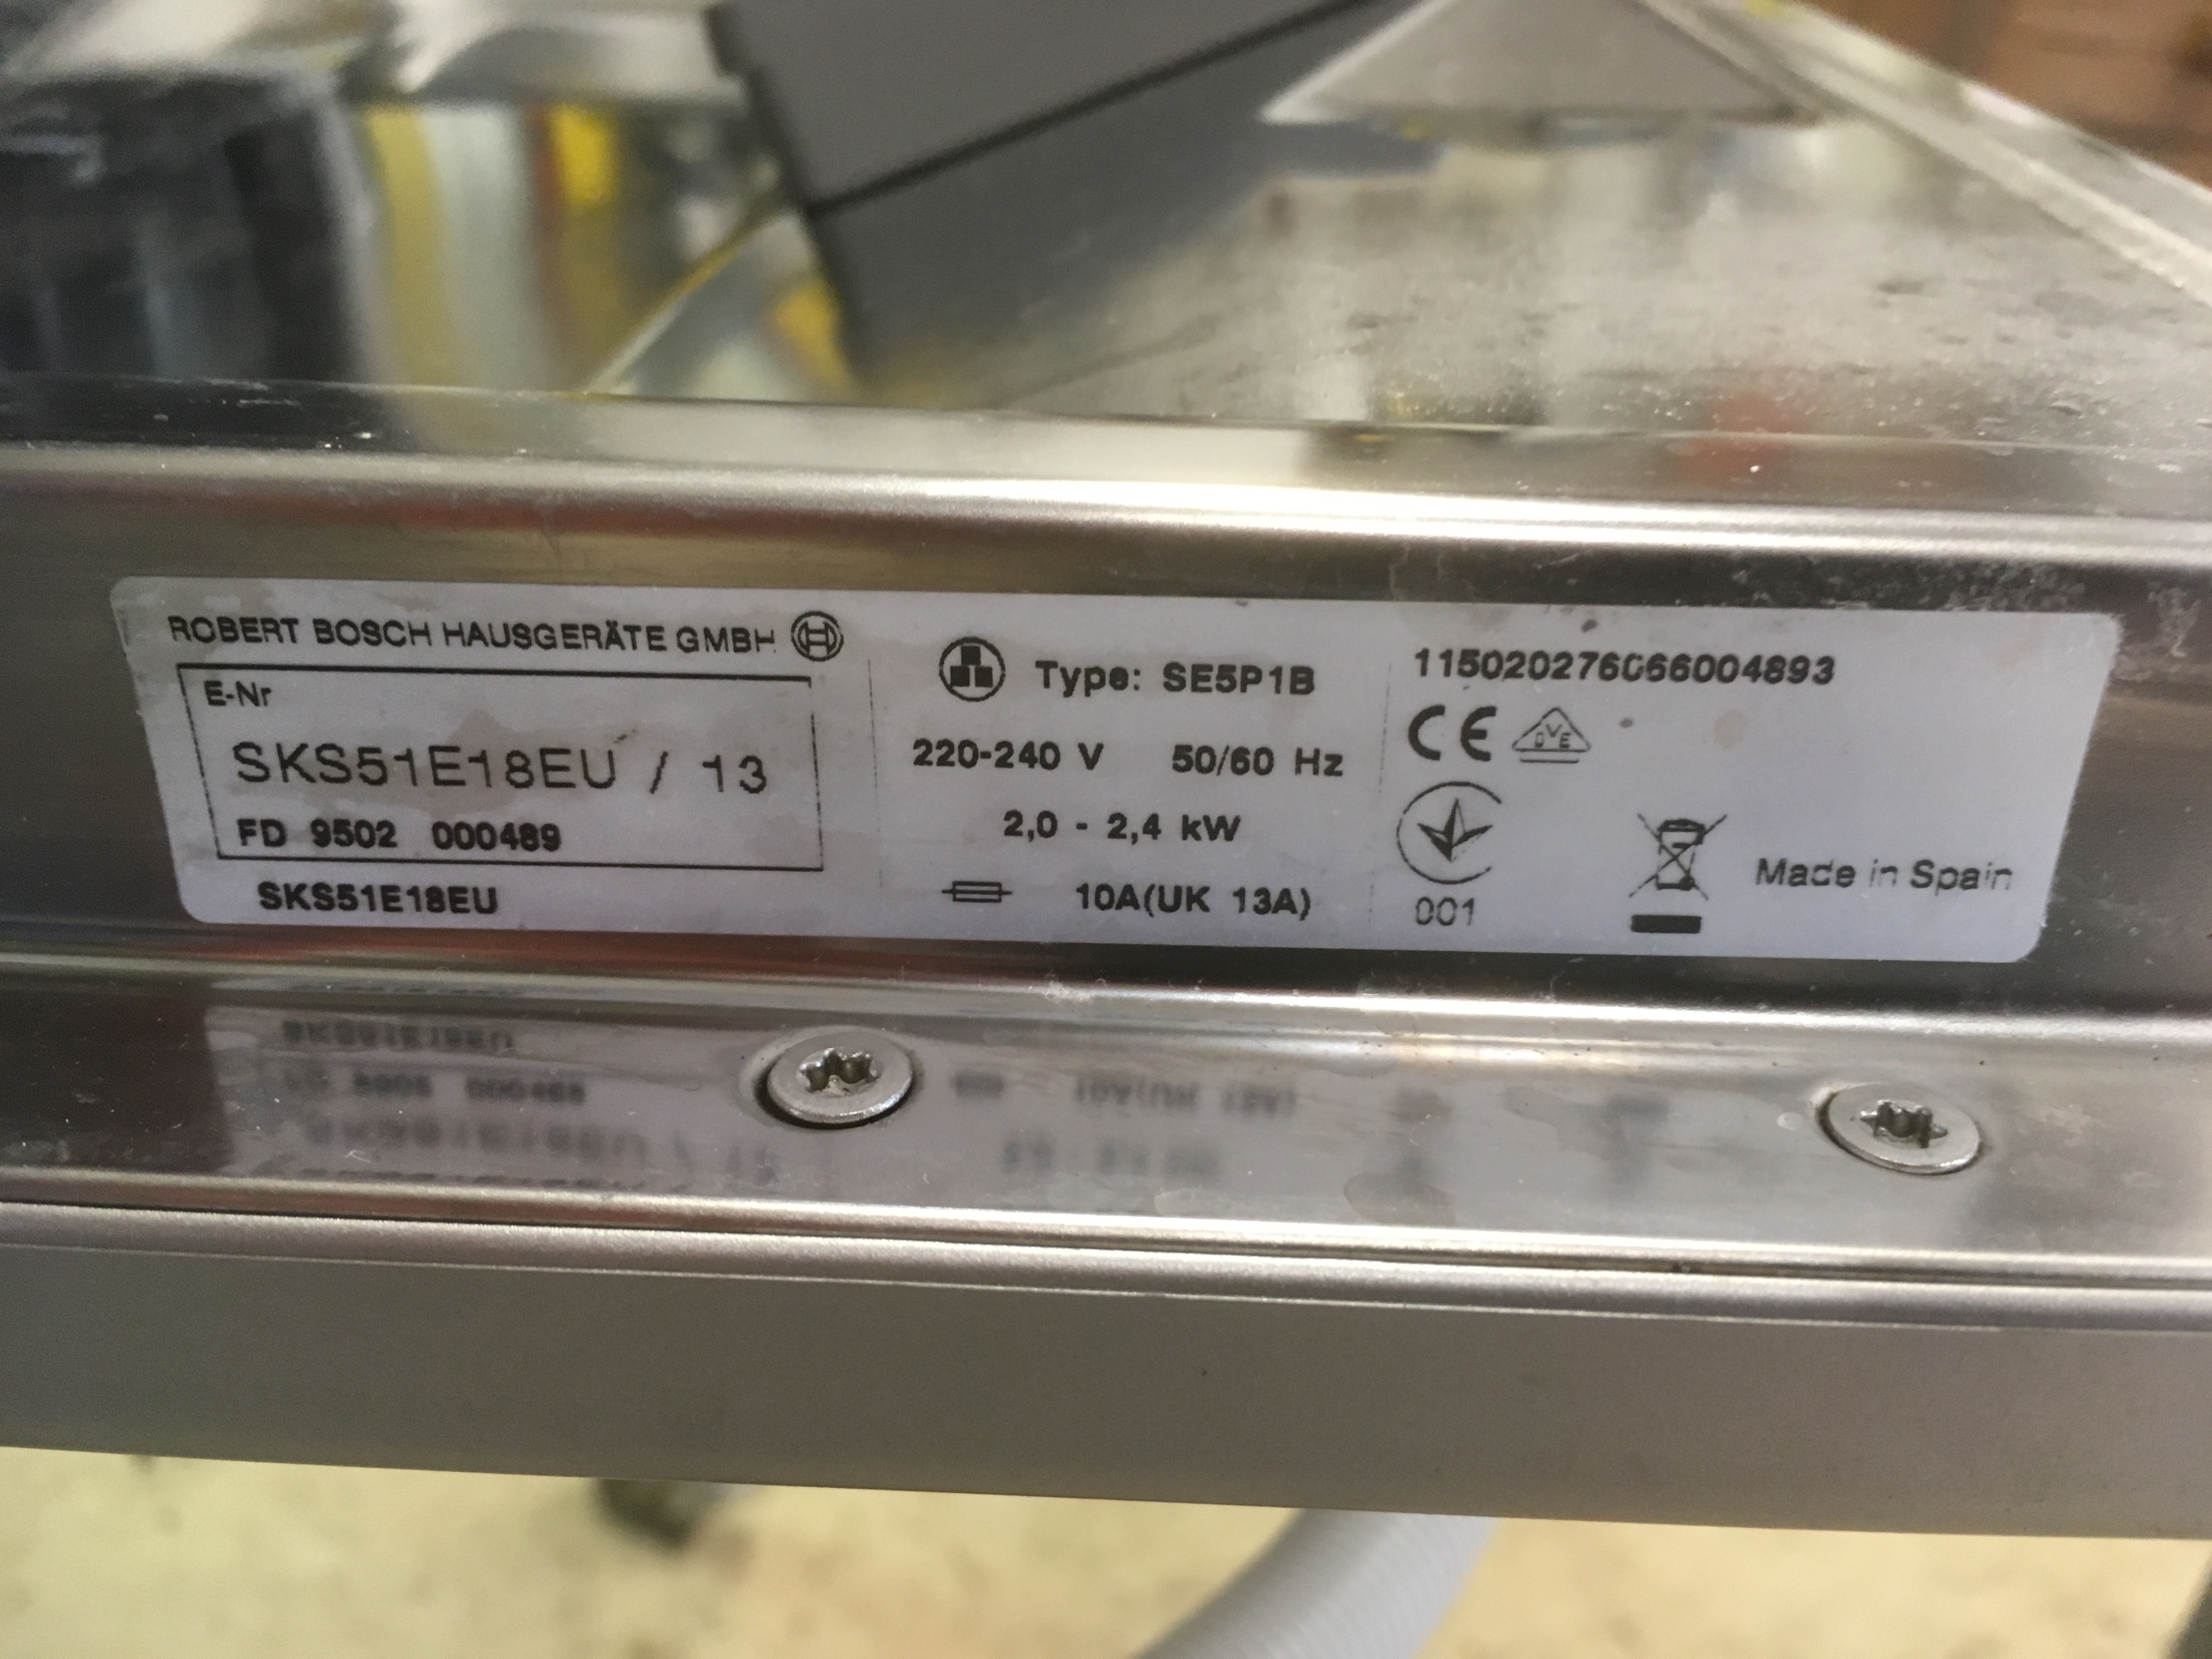 ROBERT BOSCH HAUSGERÄTE GMBH
E-Nr
SKS51E18EU / 13
FD 9502 000489
SKS51E18EU
Type: SE5P1B
220-240 V 50/60 Hz
2,0 - 2,4 kW
10A(UK 13A)
115020276066004893
CE
DVE
001
Made in Spain